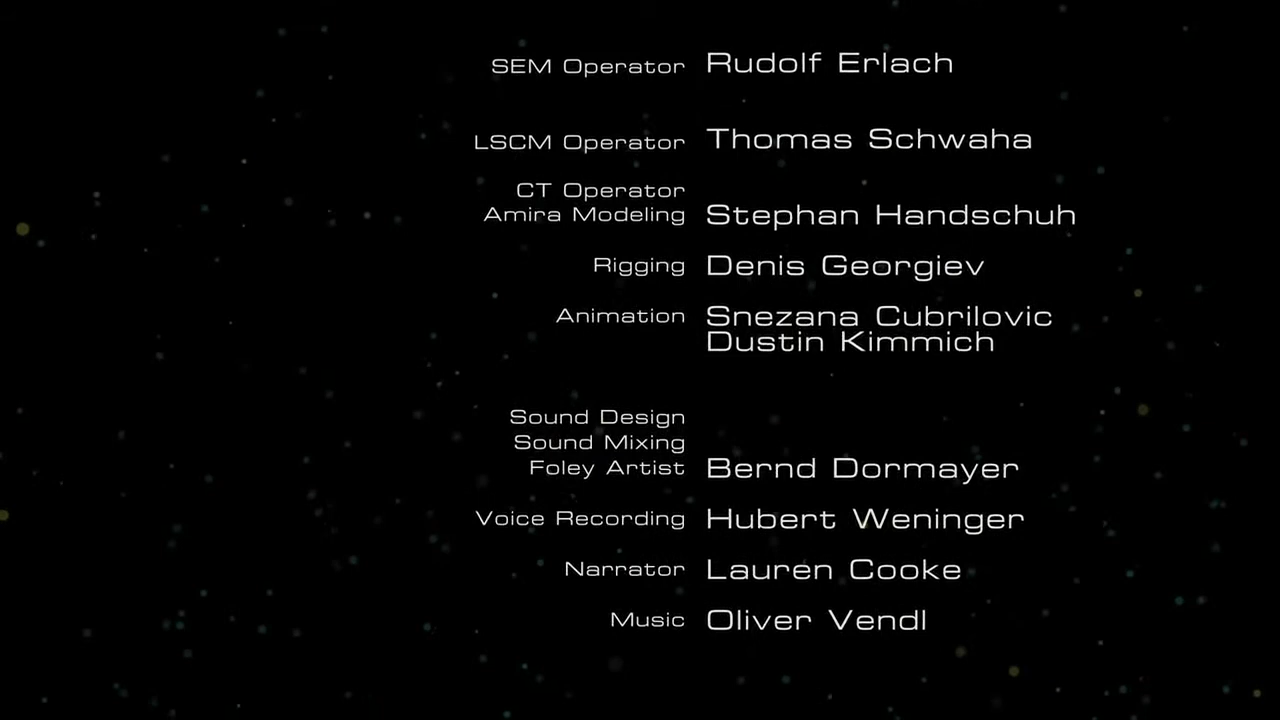 SEM Operator Rudolf Erlach
LSCM Operator Thomas Schwaha
CT Operator
Amira Modeling Stephan Handschuh
Rigging Denis Georgiev
Animation Snezana Cubrilovic
Dustin Kimmich
Sound Design
Sound Mixing
Foley Artist Bernd Dormayer
Voice Recording Hubert Weninger
Narrator Lauren Cooke
Music Oliver Vendl